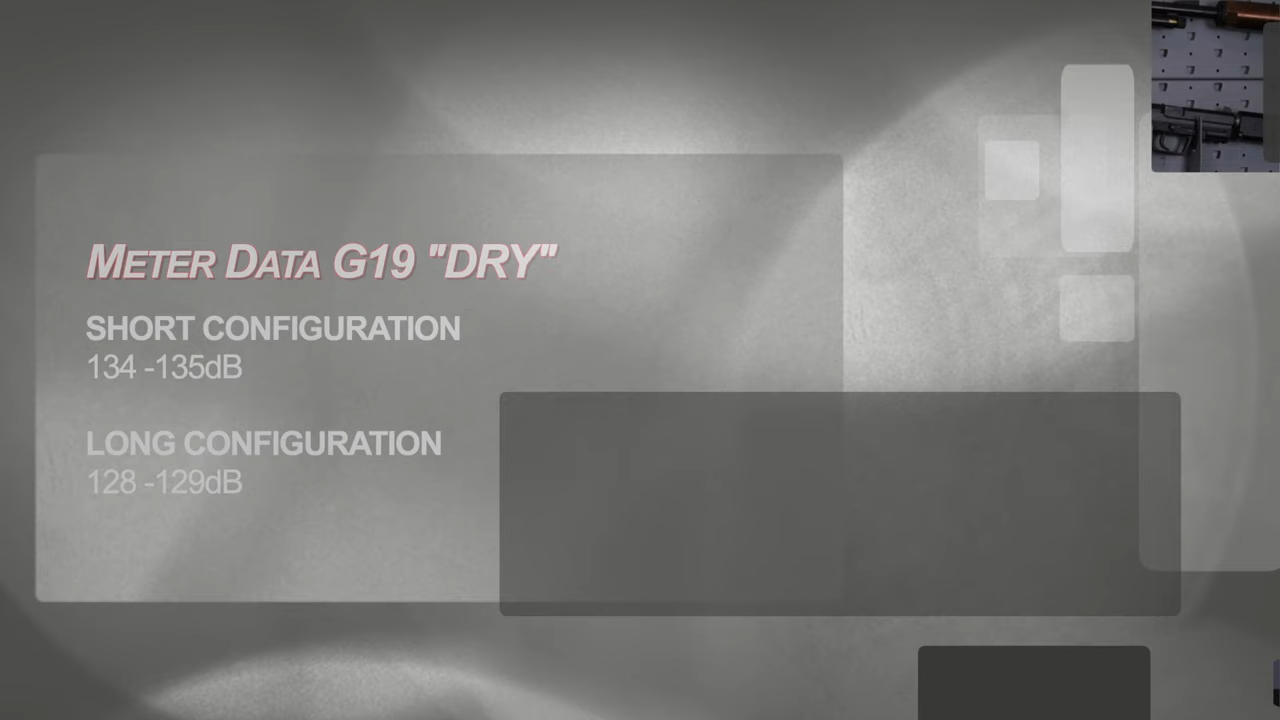 METER DATA G19 "DRY"
SHORT CONFIGURATION
134 -135dB
LONG CONFIGURATION
128 -129dB